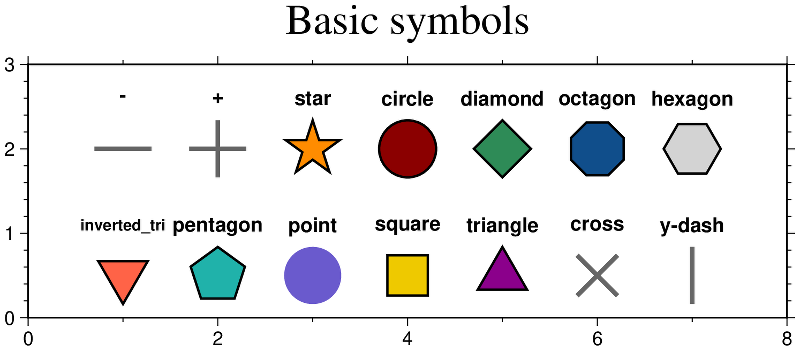 Basic symbols
3
- + star circle diamond octagon hexagon
2
inverted_tri pentagon point square triangle cross y-dash
1
0
0 2 4 6 8